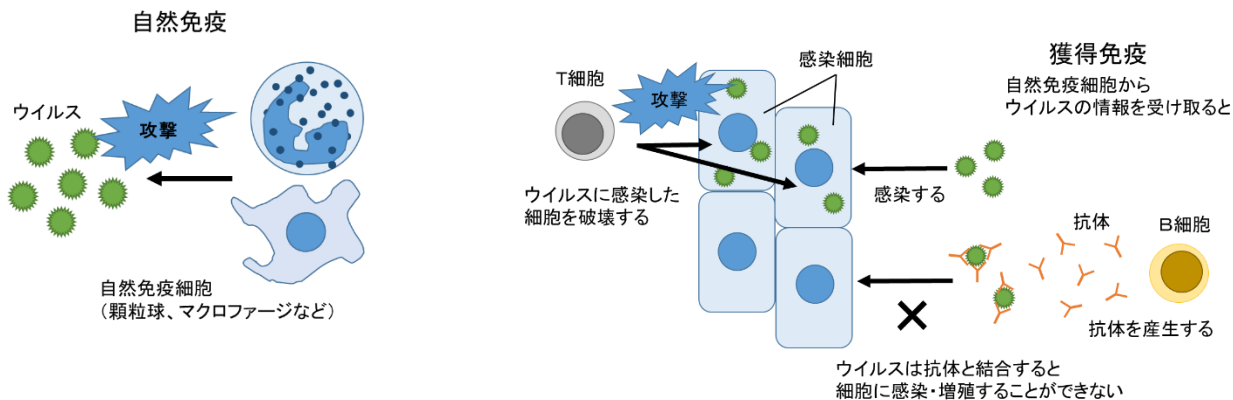 自然免疫
ウイルス
攻撃
自然免疫細胞
（顆粒球、マクロファージなど）
獲得免疫
自然免疫細胞から
ウイルスの情報を受け取ると
感染細胞
T細胞
攻撃
ウイルスに感染した
細胞を破壊する
感染する
抗体
B細胞
抗体を産生する
ウイルスは抗体と結合すると
細胞に感染・増殖することができない